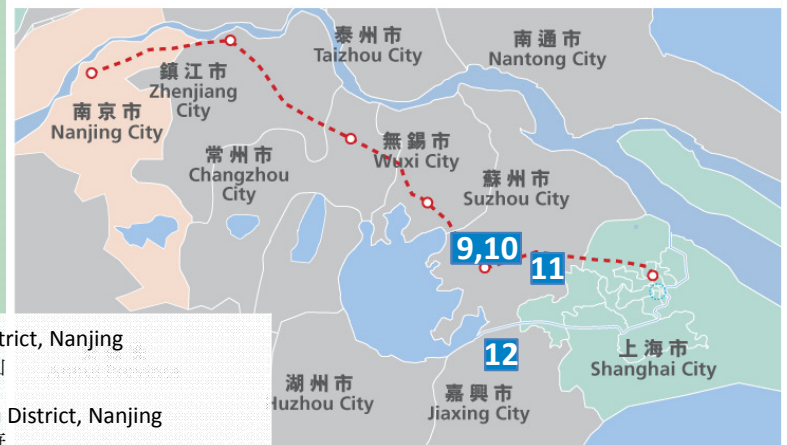 泰州市
Taizhou City
南通市
Nantong City
鎮江市
Zhenjiang
City
南京市
Nanjing City
無錫市
Wuxi City
常州市
Changzhou
City
蘇州市
Suzhou City
9,10
11
12
上海市
Shanghai City
湖州市
Huzhou City
嘉興市
Jiaxing City
trict, Nanjing
District, Nanjing